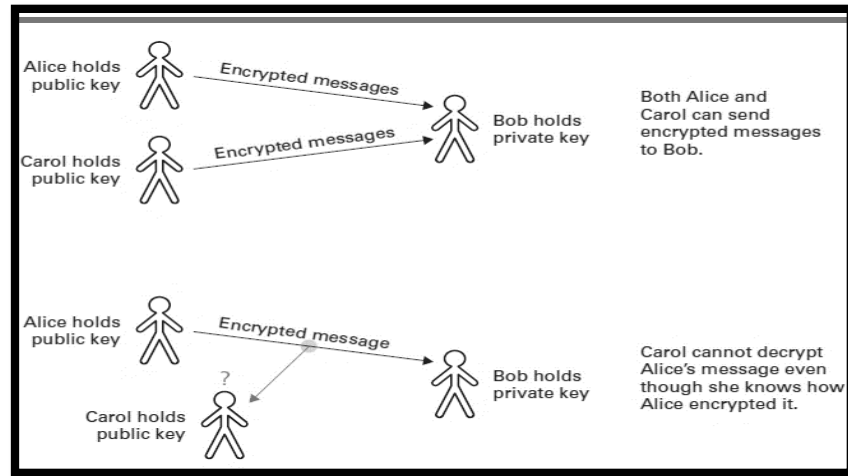 Alice holds
public key
Encrypted messages
Carol holds
public key
Encrypted messages
Bob holds
private key
Both Alice and
Carol can send
encrypted messages
to Bob.
Alice holds
public key
Encrypted message
?
Carol holds
public key
Bob holds
private key
Carol cannot decrypt
Alice’s message even
though she knows how
Alice encrypted it.